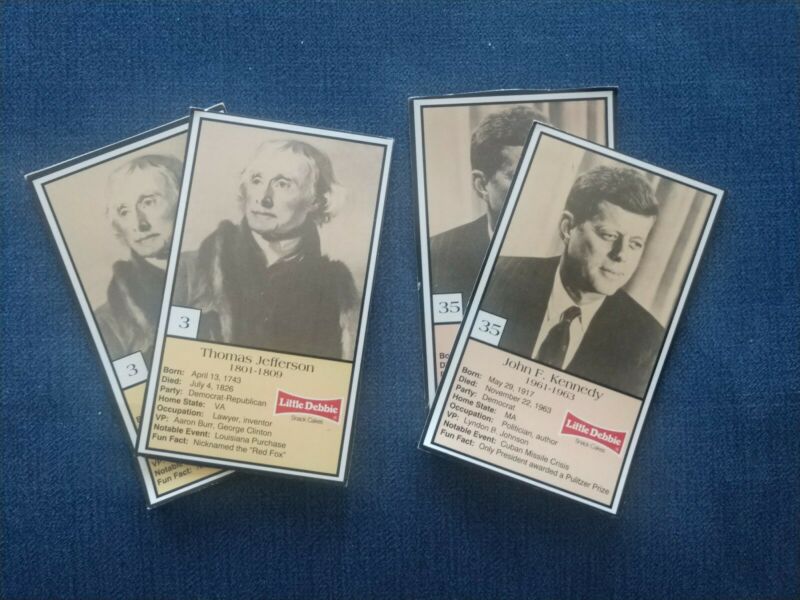 3
Thomas Jefferson
1801-1809
Born: April 13, 1743
Died: July 4, 1826
Party: Democrat-Republican
Home State: VA
Occupation: Lawyer, inventor
VP: Aaron Burr, George Clinton
Notable Event: Louisiana Purchase
Fun Fact: Nicknamed the "Red Fox"
Little Debbie
Snack Cakes
3
Fun Fact:
35
John F. Kennedy
1961-1963
Born: May 29, 1917
Died: November 22, 1963
Party: Democrat
Home State: MA
Occupation: Politician, author
VP: Lyndon B. Johnson
Notable Event: Cuban Missile Crisis
Fun Fact: Only President awarded a Pulitzer Prize
Little Debbie
Snack Cakes
35